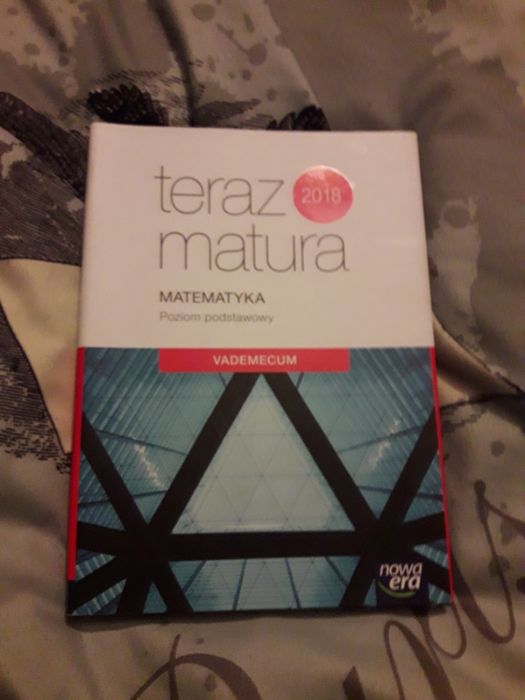 teraz 2018
matura
MATEMATYKA
Poziom podstawowy
VADEMECUM
nowa
era